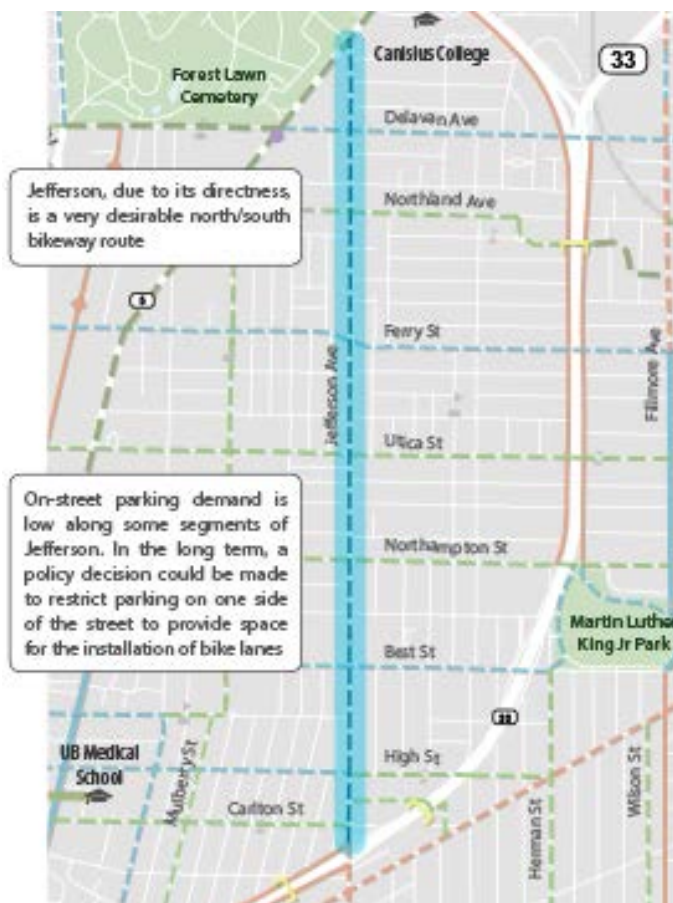 Canisius College
33
Forest Lawn
Cemetery
Delavan Ave
Jefferson, due to its directness,
is a very desirable north/south
bikeway route
Northland Ave
5
Ferry St
Jefferson Ave
Fillmore Ave
Utica St
On-street parking demand is
low along some segments of
Jefferson. In the long term, a
policy decision could be made
to restrict parking on one side
of the street to provide space
for the installation of bike lanes
Northampton St
Martin Luthe
King Jr Park
Best St
33
UB Medical
School
Mulberry St
High St
Carlton St
Herman St
Wilson St